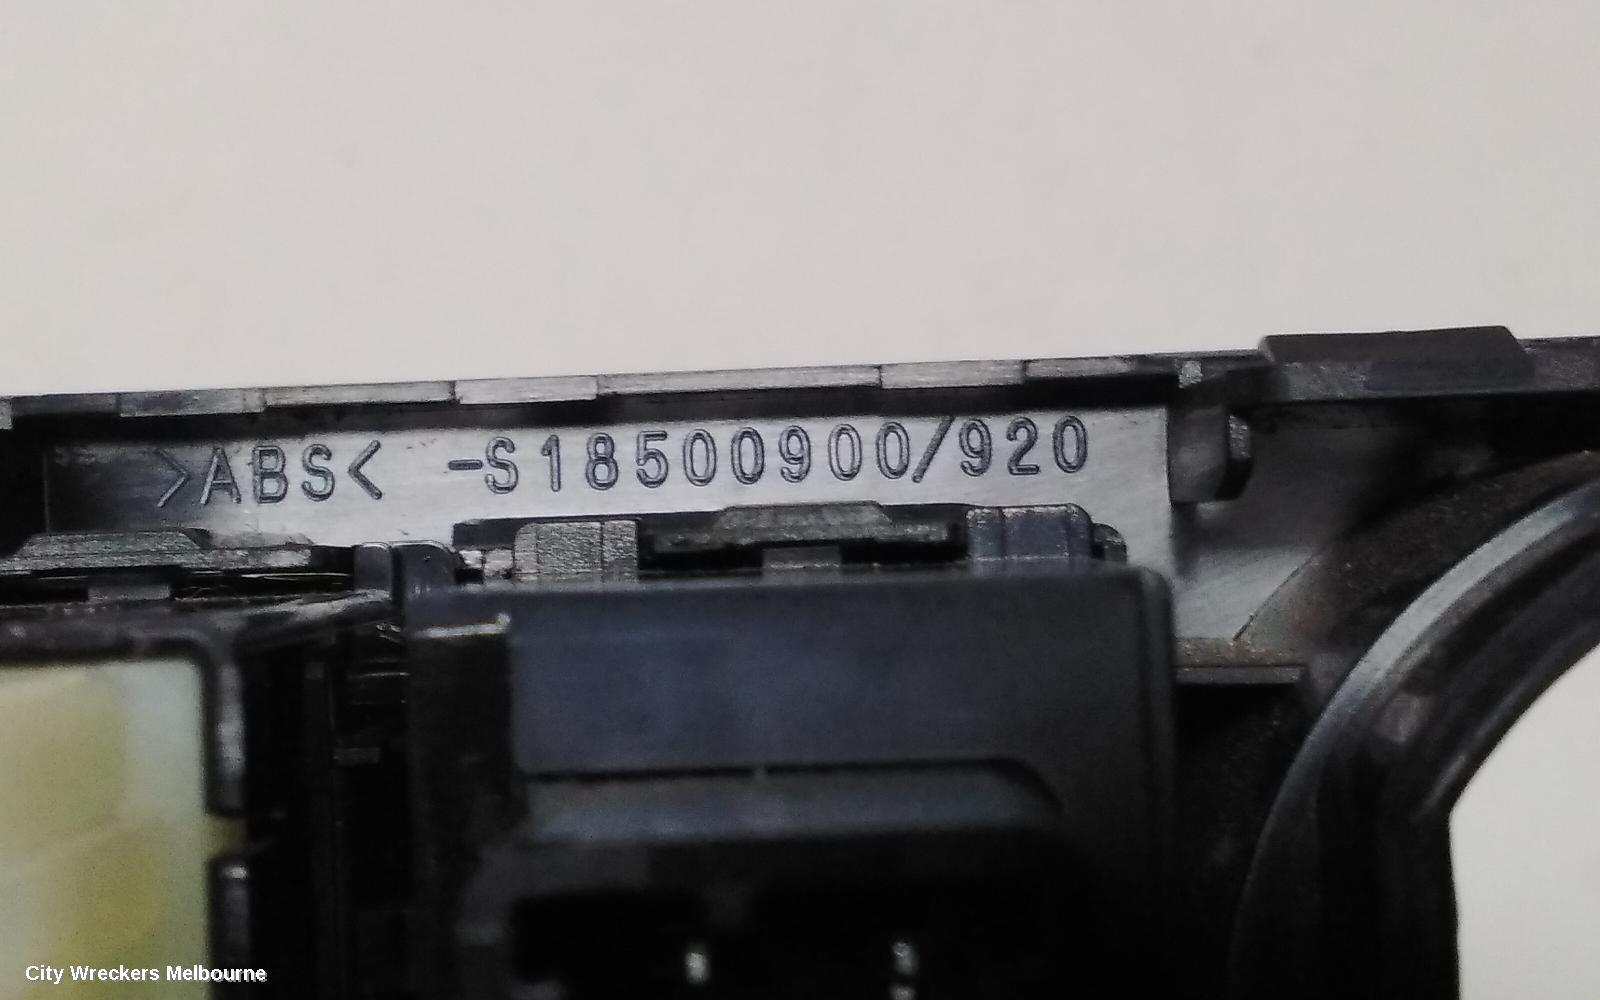 >ABS< -S18500900/920
City Wreckers Melbourne